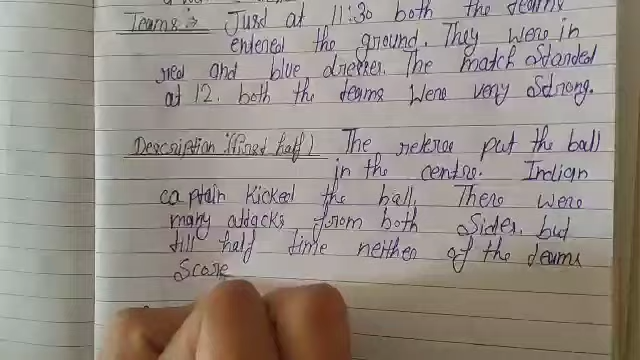 Teams :- Just at 11:30 both the teams
entered the ground. They were in
red and blue dresses. The match started
at 12. both the teams were very strong.
Description (first half) The referee put the ball
in the centre. Indian
captain kicked the ball. There were
many attacks from both sides. but
till half time neither of the teams
score